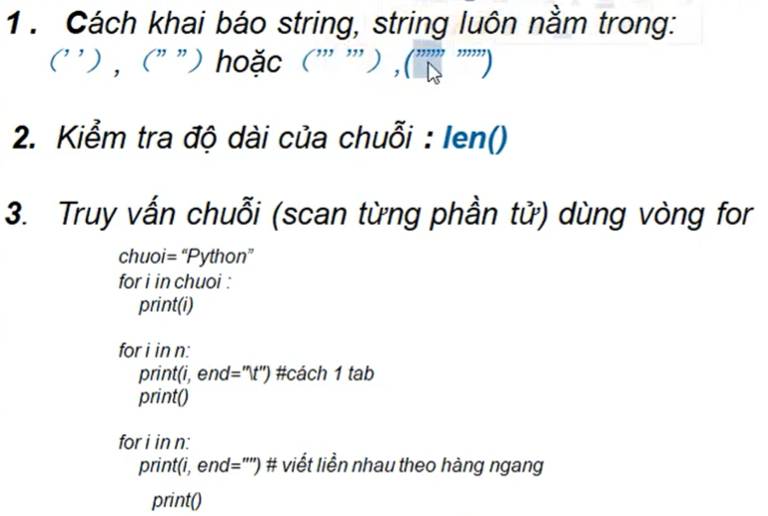 1. Cách khai báo string, string luôn nằm trong:
(’ ’) , (” ”) hoặc (”’ ”’) ,(”””  ”””)
2. Kiểm tra độ dài của chuỗi : len()
3. Truy vấn chuỗi (scan từng phần tử) dùng vòng for
chuoi= “Python”
for i in chuoi :
print(i)
for i in n:
print(i, end="\t") #cách 1 tab
print()
for i in n:
print(i, end="") # viết liền nhau theo hàng ngang
print()